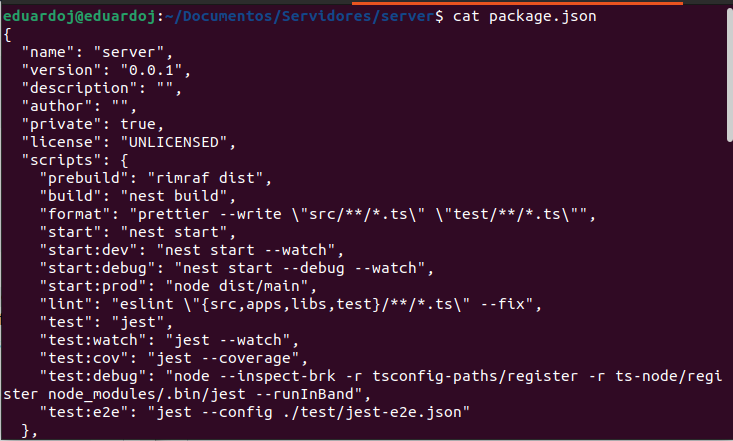 eduardoj@eduardoj:~/Documentos/Servidores/server$ cat package.json
{
  "name": "server",
  "version": "0.0.1",
  "description": "",
  "author": "",
  "private": true,
  "license": "UNLICENSED",
  "scripts": {
    "prebuild": "rimraf dist",
    "build": "nest build",
    "format": "prettier --write \"src/**/*.ts\" \"test/**/*.ts\"",
    "start": "nest start",
    "start:dev": "nest start --watch",
    "start:debug": "nest start --debug --watch",
    "start:prod": "node dist/main",
    "lint": "eslint \"{src,apps,libs,test}/**/*.ts\" --fix",
    "test": "jest",
    "test:watch": "jest --watch",
    "test:cov": "jest --coverage",
    "test:debug": "node --inspect-brk -r tsconfig-paths/register -r ts-node/regi
ster node_modules/.bin/jest --runInBand",
    "test:e2e": "jest --config ./test/jest-e2e.json"
  },